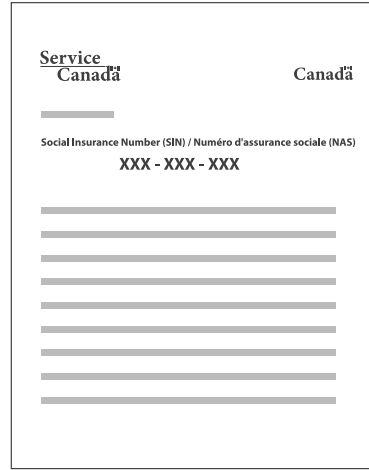 Service
Canada
Canada
Social Insurance Number (SIN) / Numéro d'assurance sociale (NAS)
XXX - XXX - XXX